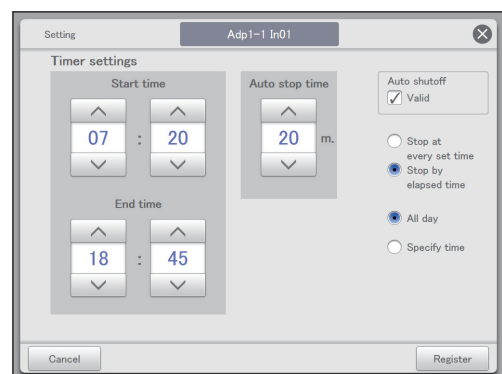 Setting
Adp1-1 In01
Timer settings
Start time
07 : 20
End time
18 : 45
Auto stop time
20 m.
Auto shutoff
Valid
Stop at
every set time
Stop by
elapsed time
All day
Specify time
Cancel
Register